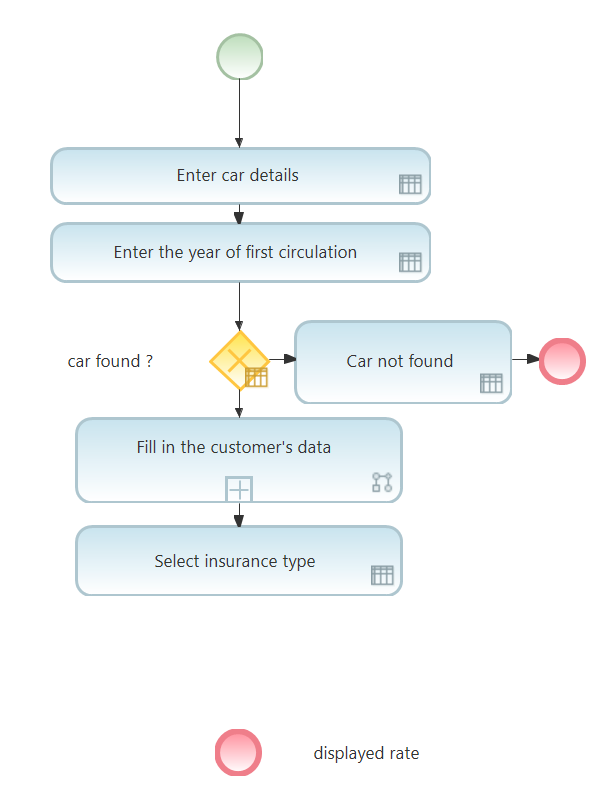 Enter car details
Enter the year of first circulation
car found ?
Car not found
Fill in the customer's data
Select insurance type
displayed rate